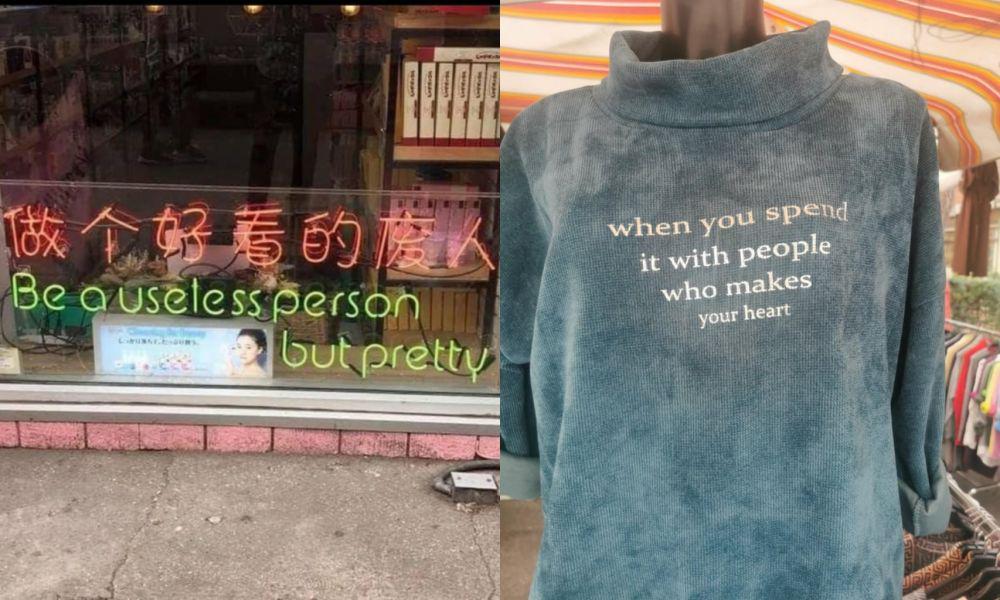 做个好看的废人
Be a useless person
but pretty
when you spend
it with people
who makes
your heart